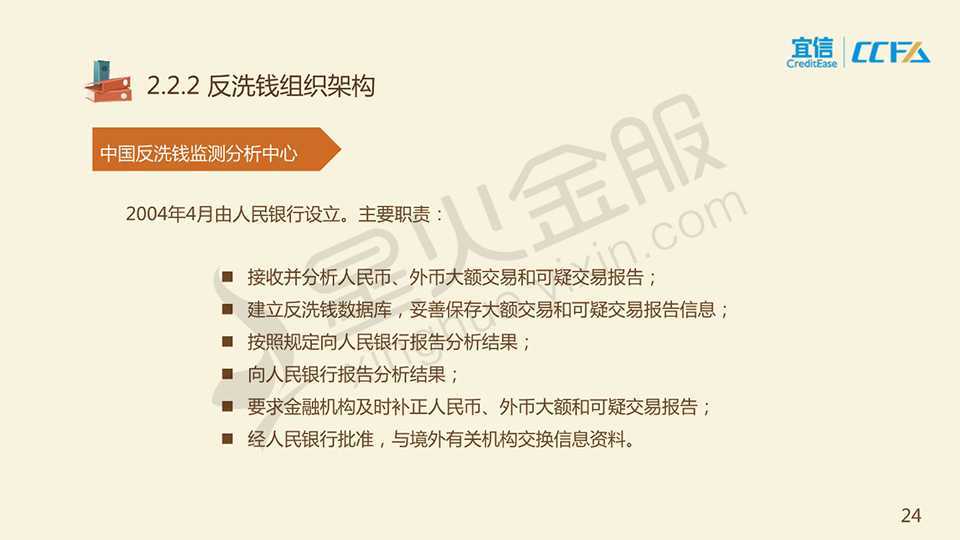 宜信
CreditEase
CCFA
2.2.2 反洗钱组织架构
中国反洗钱监测分析中心
2004年4月由人民银行设立。主要职责：
■ 接收并分析人民币、外币大额交易和可疑交易报告；
■ 建立反洗钱数据库，妥善保存大额交易和可疑交易报告信息；
■ 按照规定向人民银行报告分析结果；
■ 向人民银行报告分析结果；
■ 要求金融机构及时补正人民币、外币大额和可疑交易报告；
■ 经人民银行批准，与境外有关机构交换信息资料。
星火金服
xinghuo.yixin.com
24